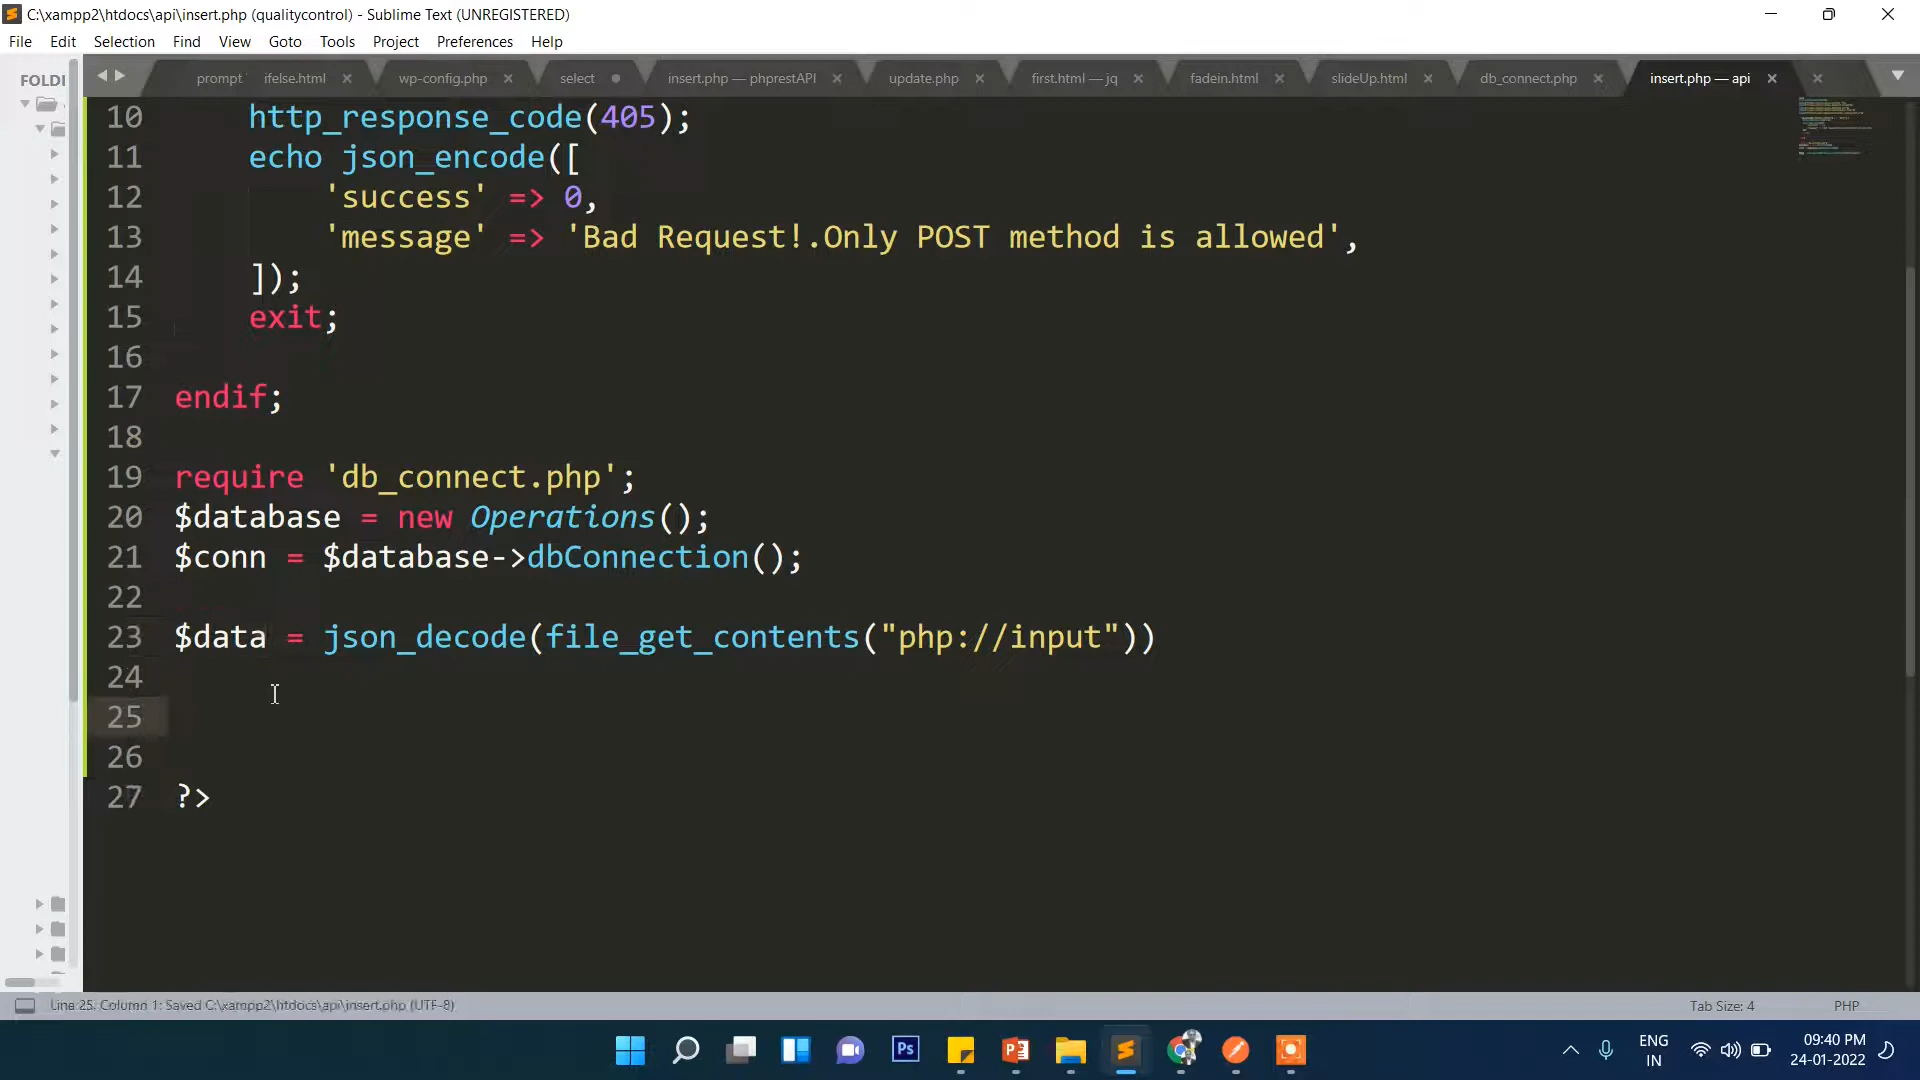 C:\xampp2\htdocs\api\insert.php (qualitycontrol) - Sublime Text (UNREGISTERED)
File Edit Selection Find View Goto Tools Project Preferences Help
FOLDI
prompt ifelse.html wp-config.php select insert.php — phprestAPI update.php first.html — jq fadein.html slideUp.html db_connect.php insert.php — api
10 http_response_code(405);
11 echo json_encode([
12 'success' => 0,
13 'message' => 'Bad Request!.Only POST method is allowed',
14 ]);
15 exit;
16
17 endif;
18
19 require 'db_connect.php';
20 $database = new Operations();
21 $conn = $database->dbConnection();
22
23 $data = json_decode(file_get_contents("php://input"))
24
25
26
27 ?>
Line 25, Column 1; Saved C:\xampp2\htdocs\api\insert.php (UTF-8) Tab Size: 4 PHP
Ps
ENG
IN
09:40 PM
24-01-2022